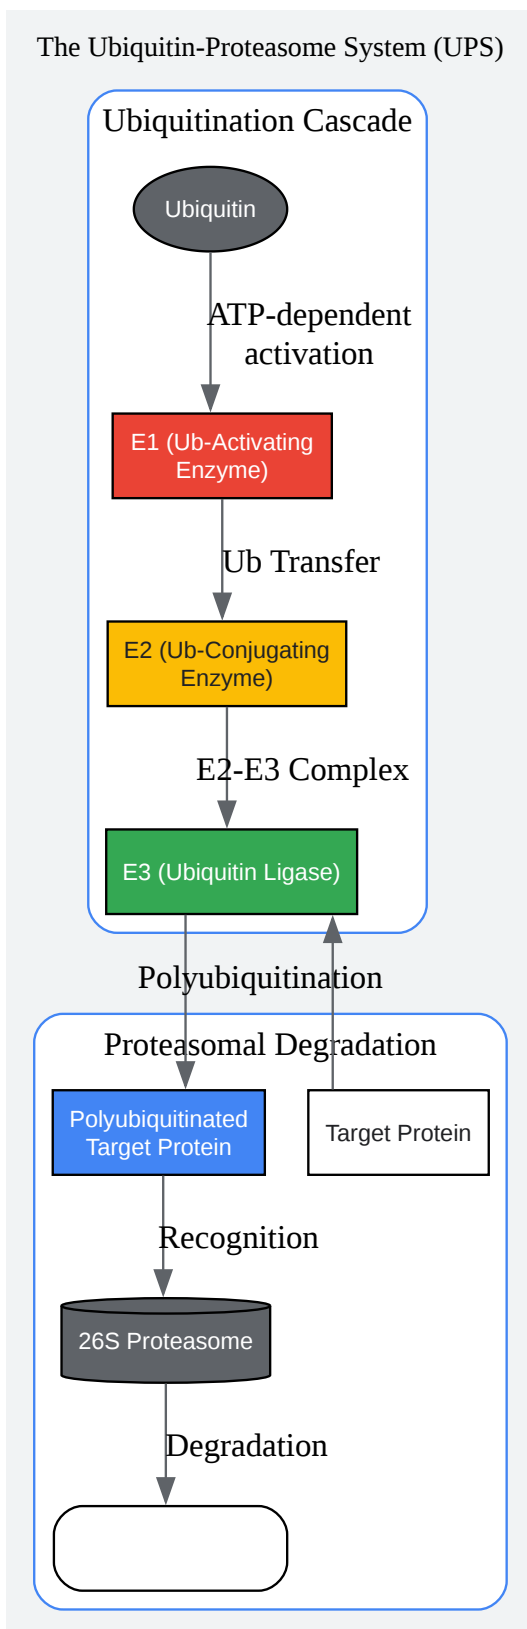 The Ubiquitin-Proteasome System (UPS)
Ubiquitination Cascade
Ubiquitin
ATP-dependent
activation
E1 (Ub-Activating
Enzyme)
Ub Transfer
E2 (Ub-Conjugating
Enzyme)
E2-E3 Complex
E3 (Ubiquitin Ligase)
Polyubiquitination
Proteasomal Degradation
Polyubiquitinated
Target Protein
Target Protein
Recognition
26S Proteasome
Degradation